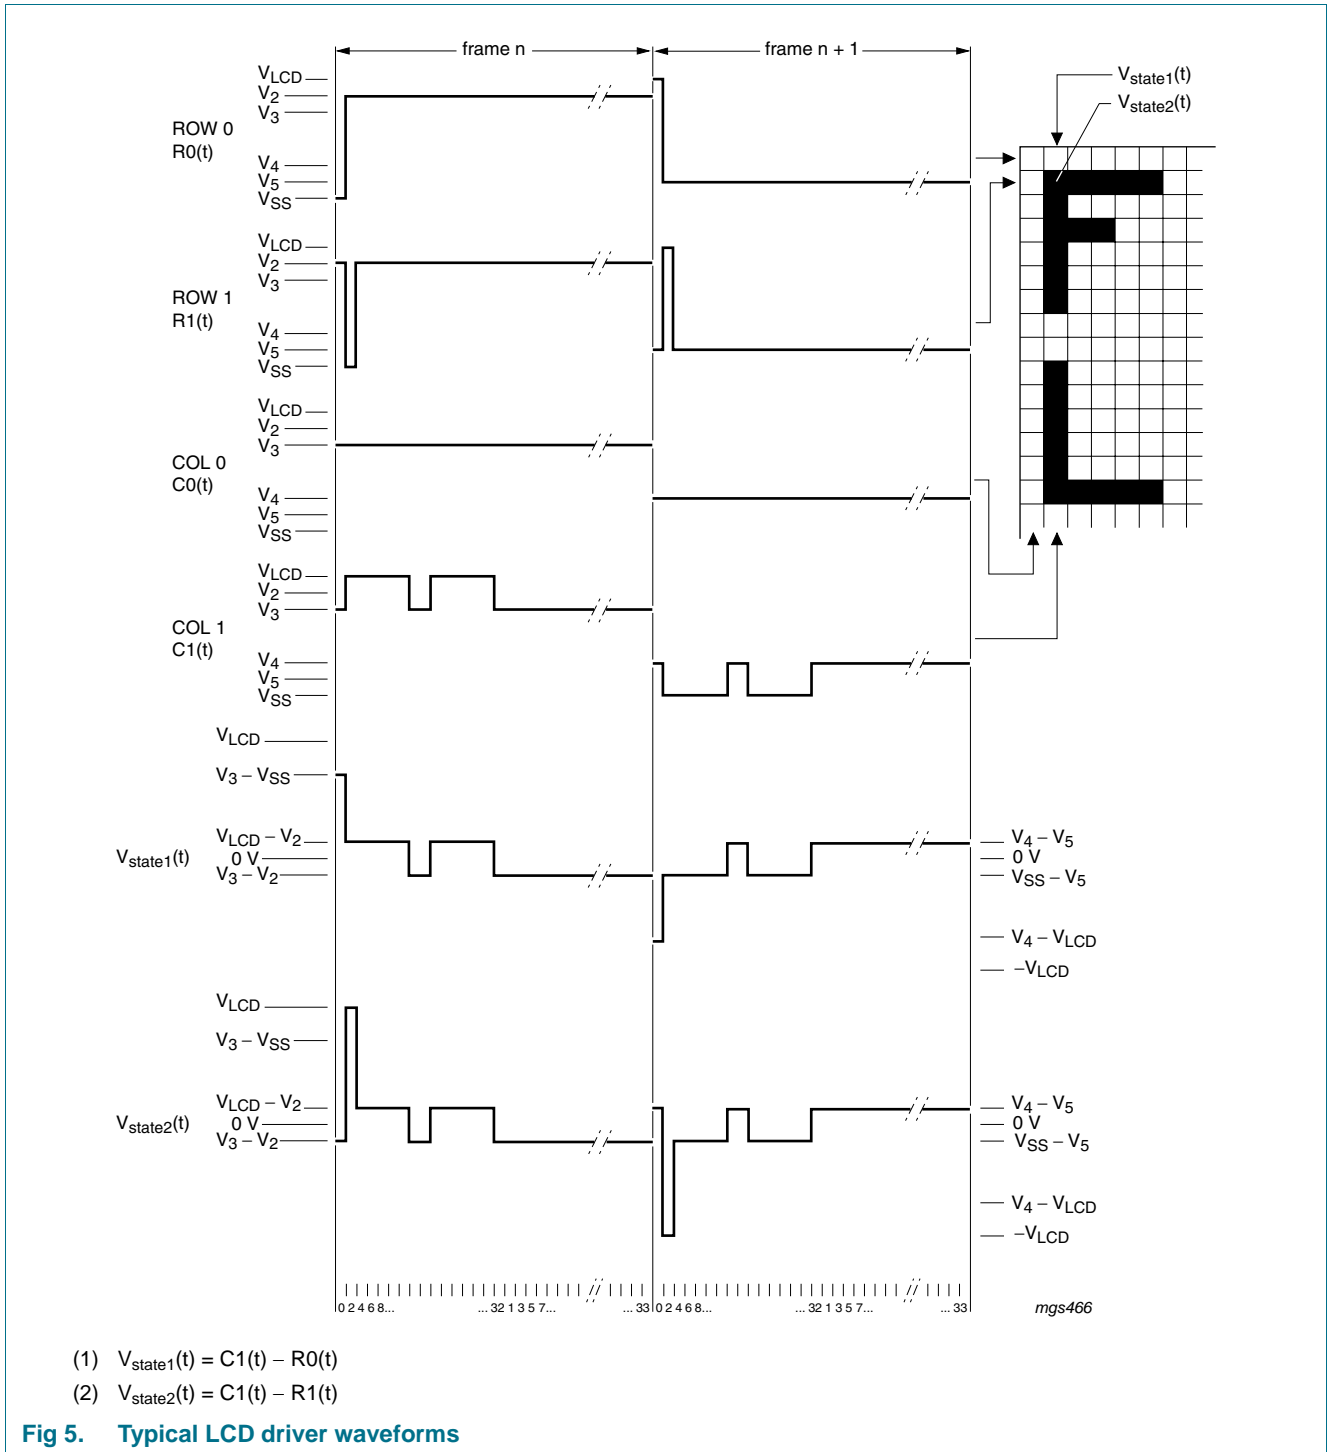 frame n
frame n + 1
VLCD
V2
V3
ROW 0
R0(t)
V4
V5
VSS
Vstate1(t)
Vstate2(t)
VLCD
V2
V3
ROW 1
R1(t)
V4
V5
VSS
VLCD
V2
V3
COL 0
C0(t)
V4
V5
VSS
VLCD
V2
V3
COL 1
C1(t)
V4
V5
VSS
VLCD
V3 – VSS
VLCD – V2
Vstate1(t)
0 V
V3 – V2
V4 – V5
0 V
VSS – V5
V4 – VLCD
–VLCD
VLCD
V3 – VSS
VLCD – V2
Vstate2(t)
0 V
V3 – V2
V4 – V5
0 V
VSS – V5
V4 – VLCD
–VLCD
0 2 4 6 8... ... 32 1 3 5 7... ... 33 0 2 4 6 8... ... 32 1 3 5 7... ... 33
mgs466
(1) Vstate1(t) = C1(t) – R0(t)
(2) Vstate2(t) = C1(t) – R1(t)
Fig 5. Typical LCD driver waveforms